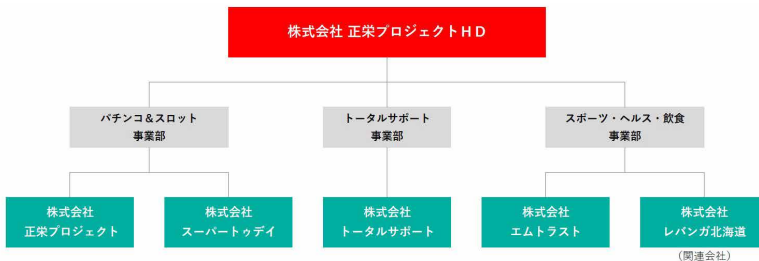 株式会社 正栄プロジェクトＨＤ
パチンコ＆スロット
事業部
トータルサポート
事業部
スポーツ・ヘルス・飲食
事業部
株式会社
正栄プロジェクト
株式会社
スーパートゥデイ
株式会社
トータルサポート
株式会社
エムトラスト
株式会社
レバンガ北海道
（関連会社）